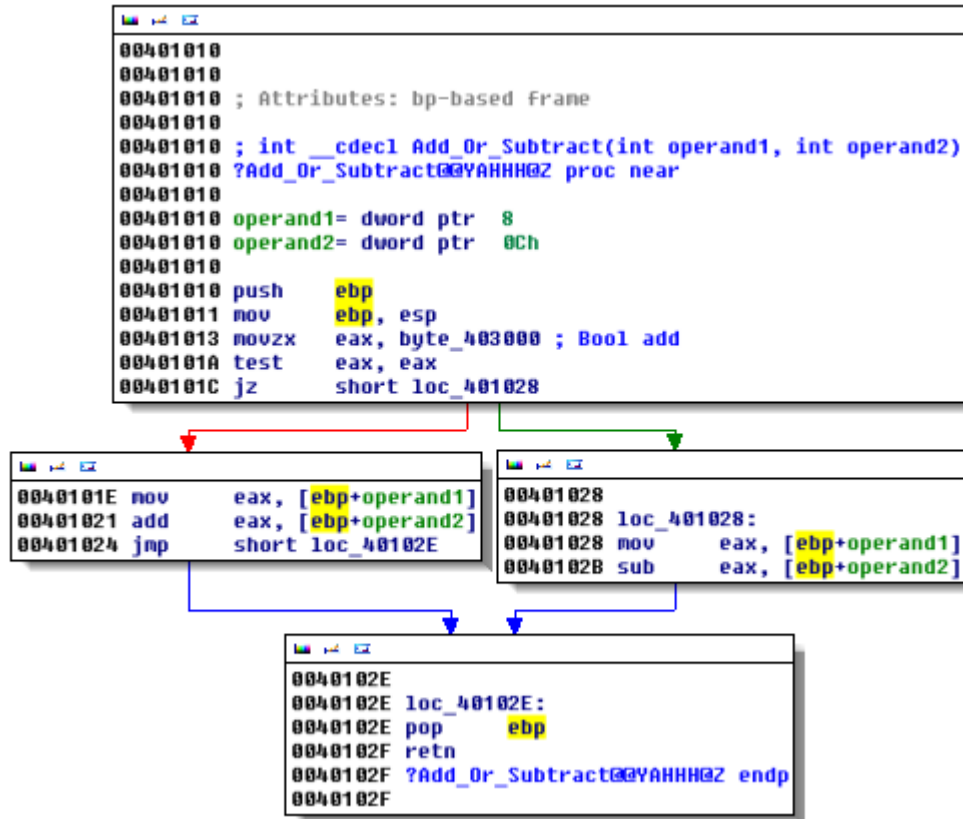 00401010
00401010
00401010 ; Attributes: bp-based frame
00401010
00401010 ; int __cdecl Add_Or_Subtract(int operand1, int operand2)
00401010 ?Add_Or_Subtract@@YAHHH@Z proc near
00401010
00401010 operand1= dword ptr  8
00401010 operand2= dword ptr  0Ch
00401010
00401010 push    ebp
00401011 mov     ebp, esp
00401013 movzx   eax, byte_403000 ; Bool add
0040101A test    eax, eax
0040101C jz      short loc_401028
0040101E mov     eax, [ebp+operand1]
00401021 add     eax, [ebp+operand2]
00401024 jmp     short loc_40102E
00401028
00401028 loc_401028:
00401028 mov     eax, [ebp+operand1]
0040102B sub     eax, [ebp+operand2]
0040102E
0040102E loc_40102E:
0040102E pop     ebp
0040102F retn
0040102F ?Add_Or_Subtract@@YAHHH@Z endp
0040102F